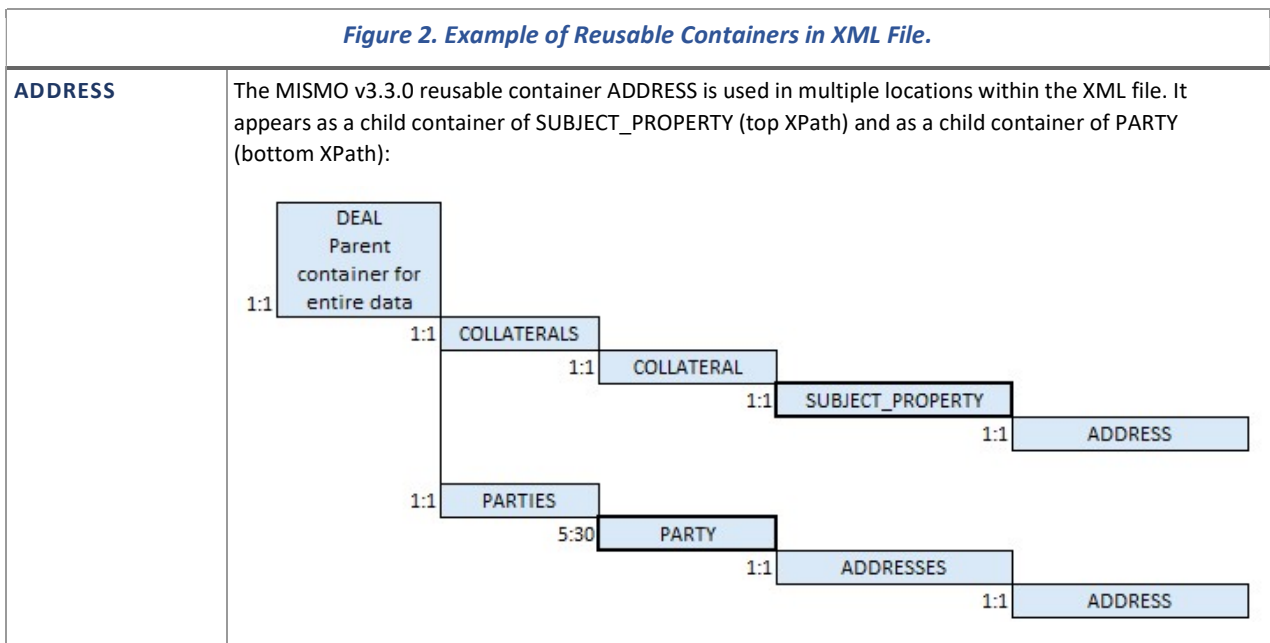 Figure 2. Example of Reusable Containers in XML File.
ADDRESS
The MISMO v3.3.0 reusable container ADDRESS is used in multiple locations within the XML file. It
appears as a child container of SUBJECT_PROPERTY (top XPath) and as a child container of PARTY
(bottom XPath):
DEAL
Parent
container for
1:1 entire data
1:1 COLLATERALS
1:1 COLLATERAL
1:1 SUBJECT_PROPERTY
1:1 ADDRESS
1:1 PARTIES
5:30 PARTY
1:1 ADDRESSES
1:1 ADDRESS